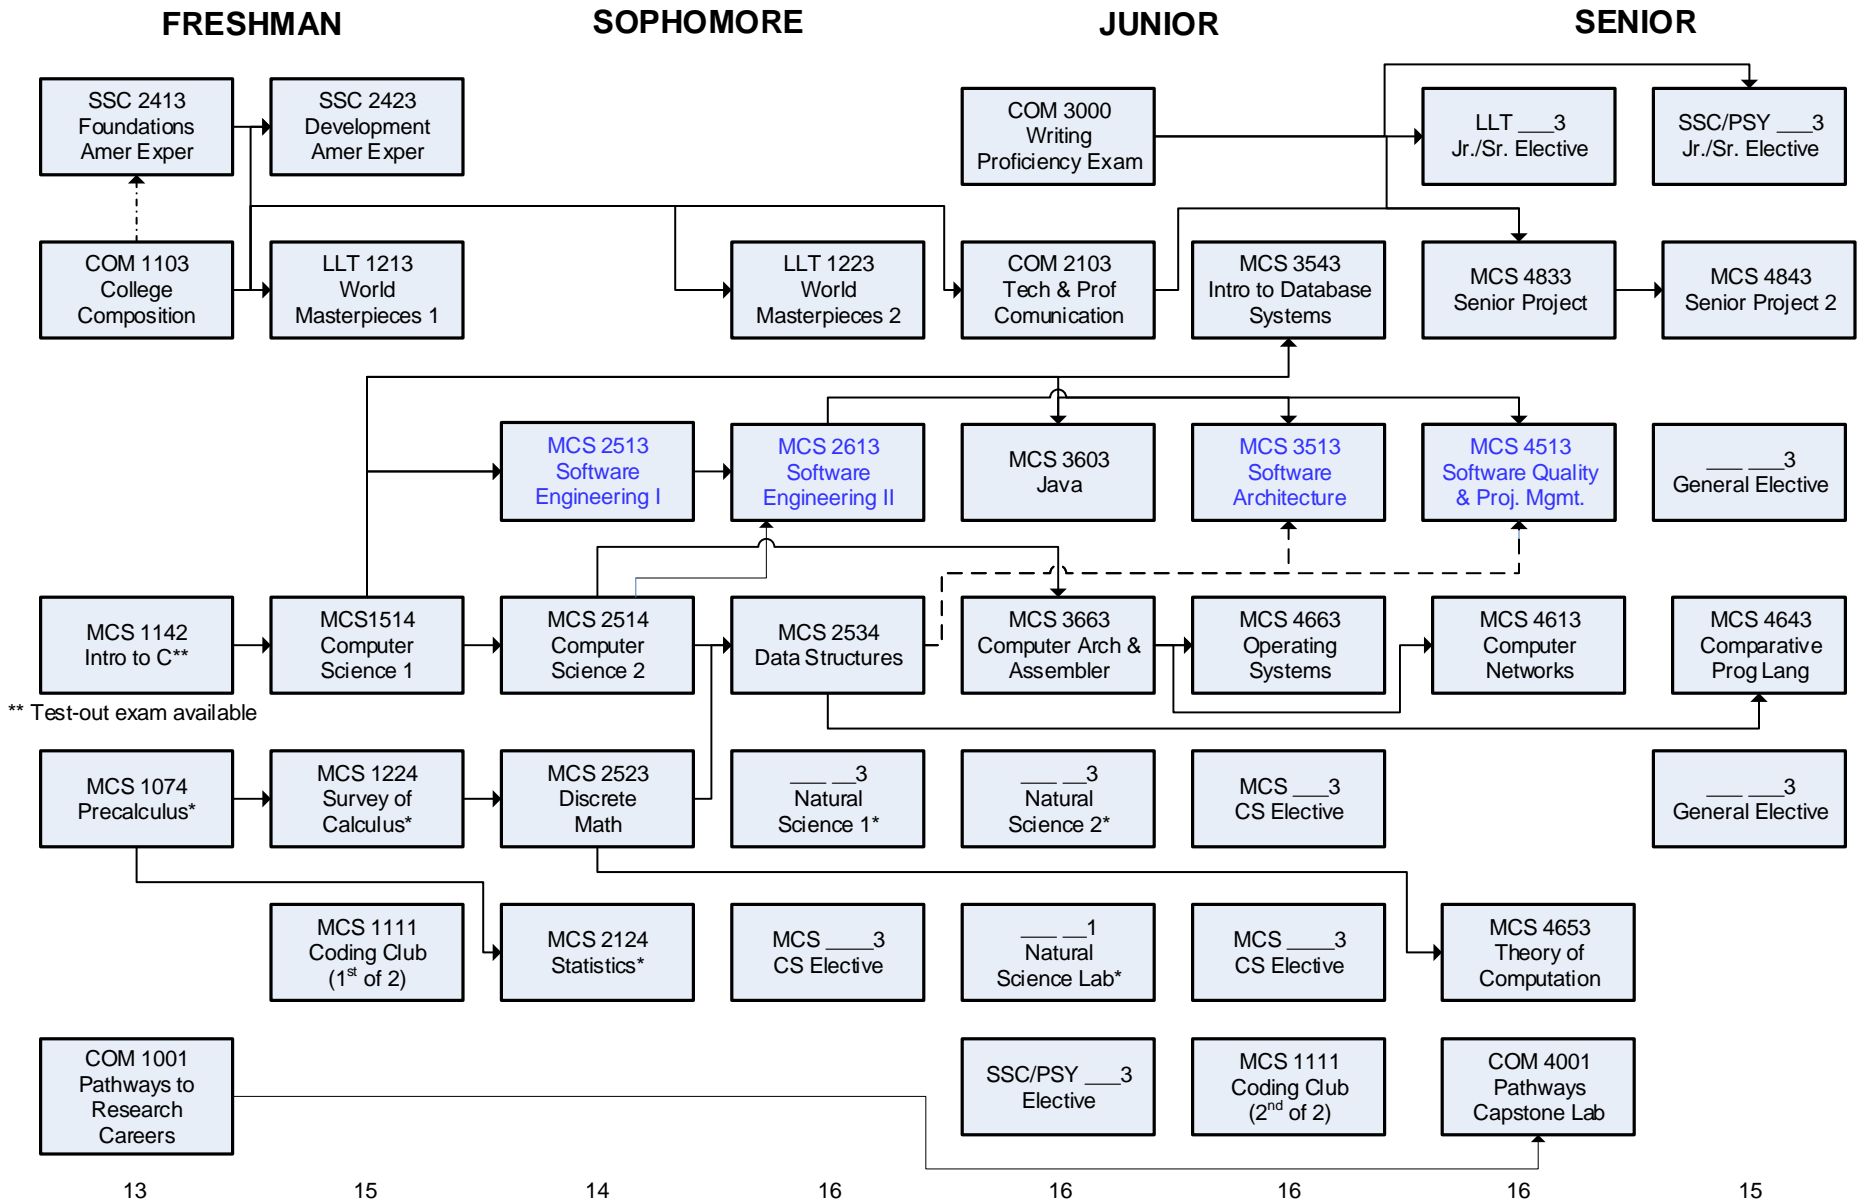 FRESHMAN
SOPHOMORE
JUNIOR
SENIOR
SSC 2413
Foundations
Amer Exper
SSC 2423
Development
Amer Exper
COM 3000
Writing
Proficiency Exam
LLT ___3
Jr./Sr. Elective
SSC/PSY ___3
Jr./Sr. Elective
COM 1103
College
Composition
LLT 1213
World
Masterpieces 1
LLT 1223
World
Masterpieces 2
COM 2103
Tech & Prof
Comunication
MCS 3543
Intro to Database
Systems
MCS 4833
Senior Project
MCS 4843
Senior Project 2
MCS 2513
Software
Engineering I
MCS 2613
Software
Engineering II
MCS 3603
Java
MCS 3513
Software
Architecture
MCS 4513
Software Quality
& Proj. Mgmt.
___ ___3
General Elective
MCS 1142
Intro to C**
MCS1514
Computer
Science 1
MCS 2514
Computer
Science 2
MCS 2534
Data Structures
MCS 3663
Computer Arch &
Assembler
MCS 4663
Operating
Systems
MCS 4613
Computer
Networks
MCS 4643
Comparative
Prog Lang
** Test-out exam available
MCS 1074
Precalculus*
MCS 1224
Survey of
Calculus*
MCS 2523
Discrete
Math
___ __3
Natural
Science 1*
___ __3
Natural
Science 2*
MCS ___3
CS Elective
___ ___3
General Elective
MCS 1111
Coding Club
(1st of 2)
MCS 2124
Statistics*
MCS ____3
CS Elective
___ __1
Natural
Science Lab*
MCS ____3
CS Elective
MCS 4653
Theory of
Computation
COM 1001
Pathways to
Research
Careers
SSC/PSY ___3
Elective
MCS 1111
Coding Club
(2nd of 2)
COM 4001
Pathways
Capstone Lab
13
15
14
16
16
16
16
15